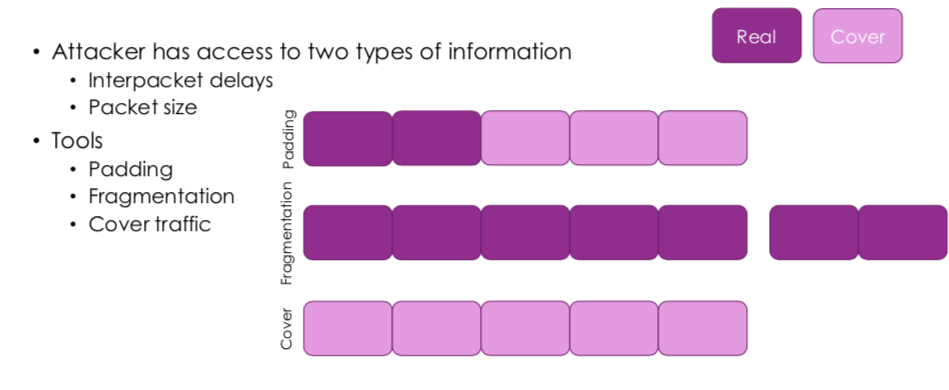 • Attacker has access to two types of information
• Interpacket delays
• Packet size
• Tools
• Padding
• Fragmentation
• Cover traffic
Real
Cover
Padding
Fragmentation
Cover